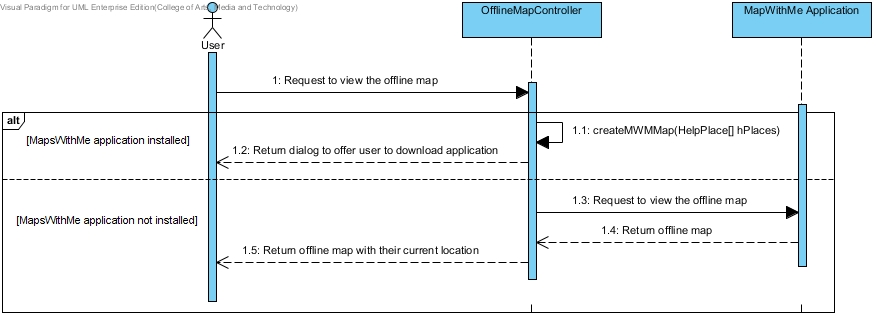 Visual Paradigm for UML Enterprise Edition(College of Arts, Media and Technology)
User
OfflineMapController
MapWithMe Application
1: Request to view the offline map
alt
[MapsWithMe application installed]
1.1: createMWMMap(HelpPlace[] hPlaces)
1.2: Return dialog to offer user to download application
[MapsWithMe application not installed]
1.3: Request to view the offline map
1.4: Return offline map
1.5: Return offline map with their current location